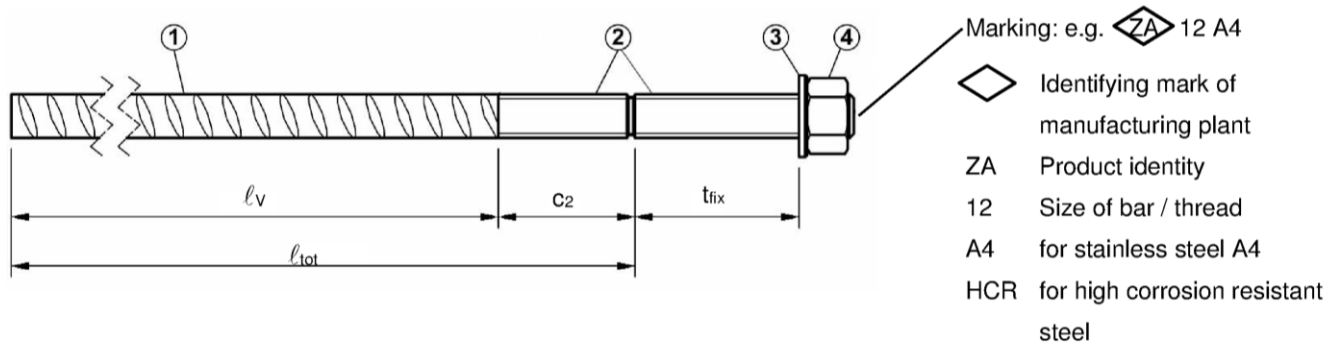 1
2
3
4
Marking: e.g. ZA 12 A4
Identifying mark of
manufacturing plant
ZA Product identity
12 Size of bar / thread
A4 for stainless steel A4
HCR for high corrosion resistant
steel
ℓv
c2
tfix
ℓtot